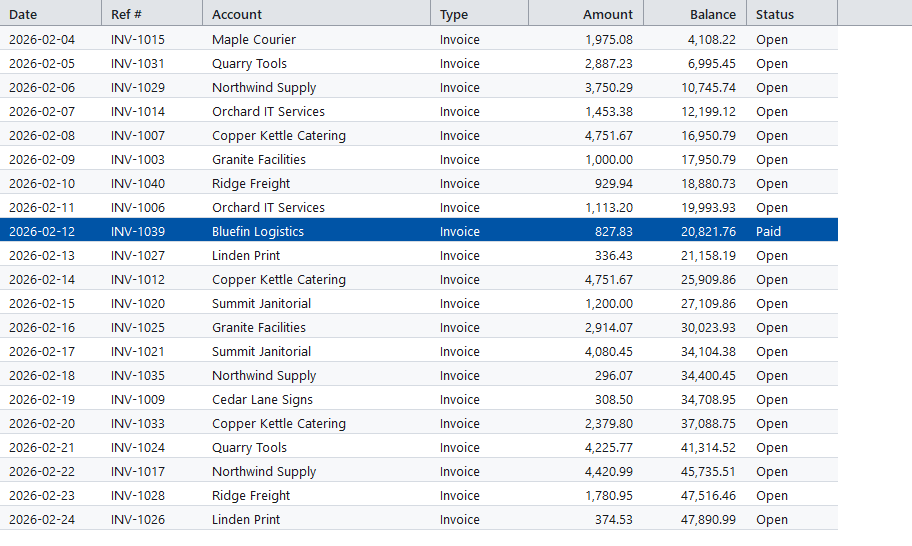 Date Ref # Account Type Amount Balance Status
2026-02-04 INV-1015 Maple Courier Invoice 1,975.08 4,108.22 Open
2026-02-05 INV-1031 Quarry Tools Invoice 2,887.23 6,995.45 Open
2026-02-06 INV-1029 Northwind Supply Invoice 3,750.29 10,745.74 Open
2026-02-07 INV-1014 Orchard IT Services Invoice 1,453.38 12,199.12 Open
2026-02-08 INV-1007 Copper Kettle Catering Invoice 4,751.67 16,950.79 Open
2026-02-09 INV-1003 Granite Facilities Invoice 1,000.00 17,950.79 Open
2026-02-10 INV-1040 Ridge Freight Invoice 929.94 18,880.73 Open
2026-02-11 INV-1006 Orchard IT Services Invoice 1,113.20 19,993.93 Open
2026-02-12 INV-1039 Bluefin Logistics Invoice 827.83 20,821.76 Paid
2026-02-13 INV-1027 Linden Print Invoice 336.43 21,158.19 Open
2026-02-14 INV-1012 Copper Kettle Catering Invoice 4,751.67 25,909.86 Open
2026-02-15 INV-1020 Summit Janitorial Invoice 1,200.00 27,109.86 Open
2026-02-16 INV-1025 Granite Facilities Invoice 2,914.07 30,023.93 Open
2026-02-17 INV-1021 Summit Janitorial Invoice 4,080.45 34,104.38 Open
2026-02-18 INV-1035 Northwind Supply Invoice 296.07 34,400.45 Open
2026-02-19 INV-1009 Cedar Lane Signs Invoice 308.50 34,708.95 Open
2026-02-20 INV-1033 Copper Kettle Catering Invoice 2,379.80 37,088.75 Open
2026-02-21 INV-1024 Quarry Tools Invoice 4,225.77 41,314.52 Open
2026-02-22 INV-1017 Northwind Supply Invoice 4,420.99 45,735.51 Open
2026-02-23 INV-1028 Ridge Freight Invoice 1,780.95 47,516.46 Open
2026-02-24 INV-1026 Linden Print Invoice 374.53 47,890.99 Open